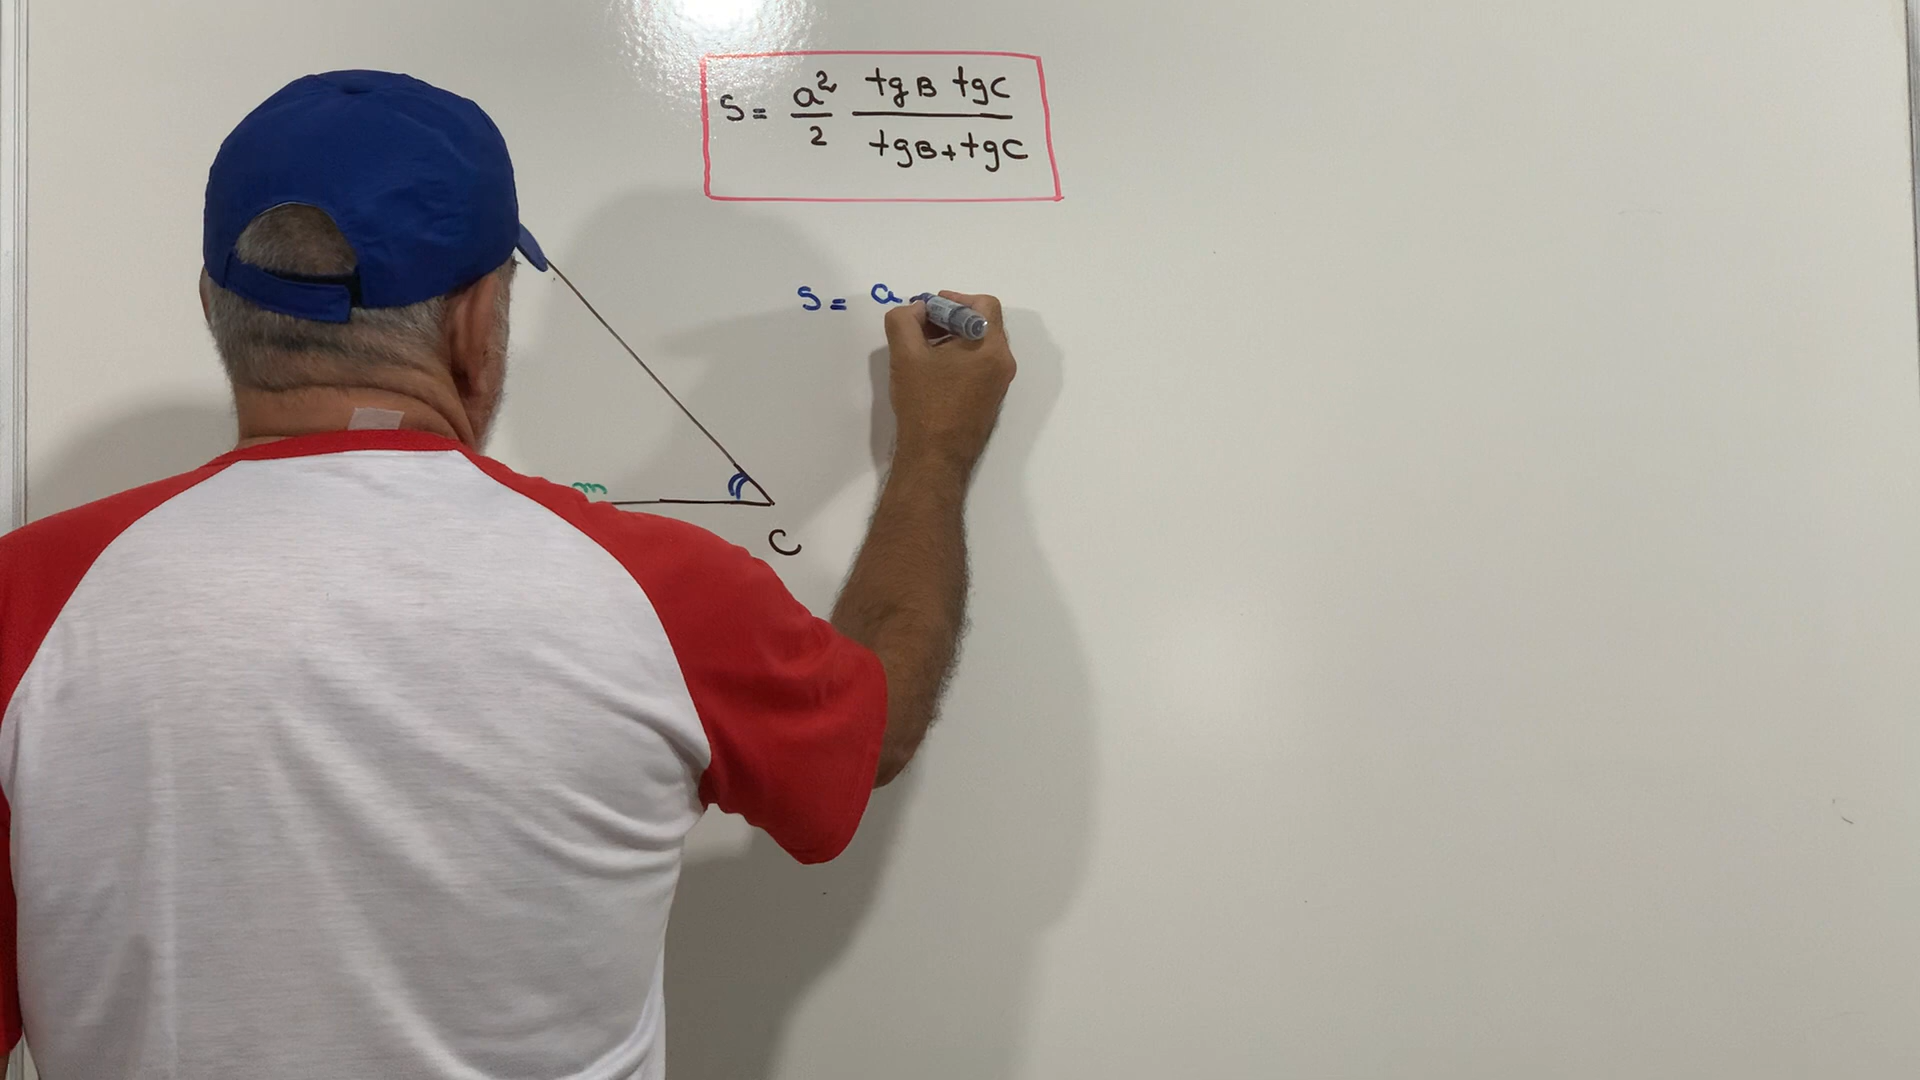 S = a² / 2 tgB tgC / tgB + tgC
S = a
m
C